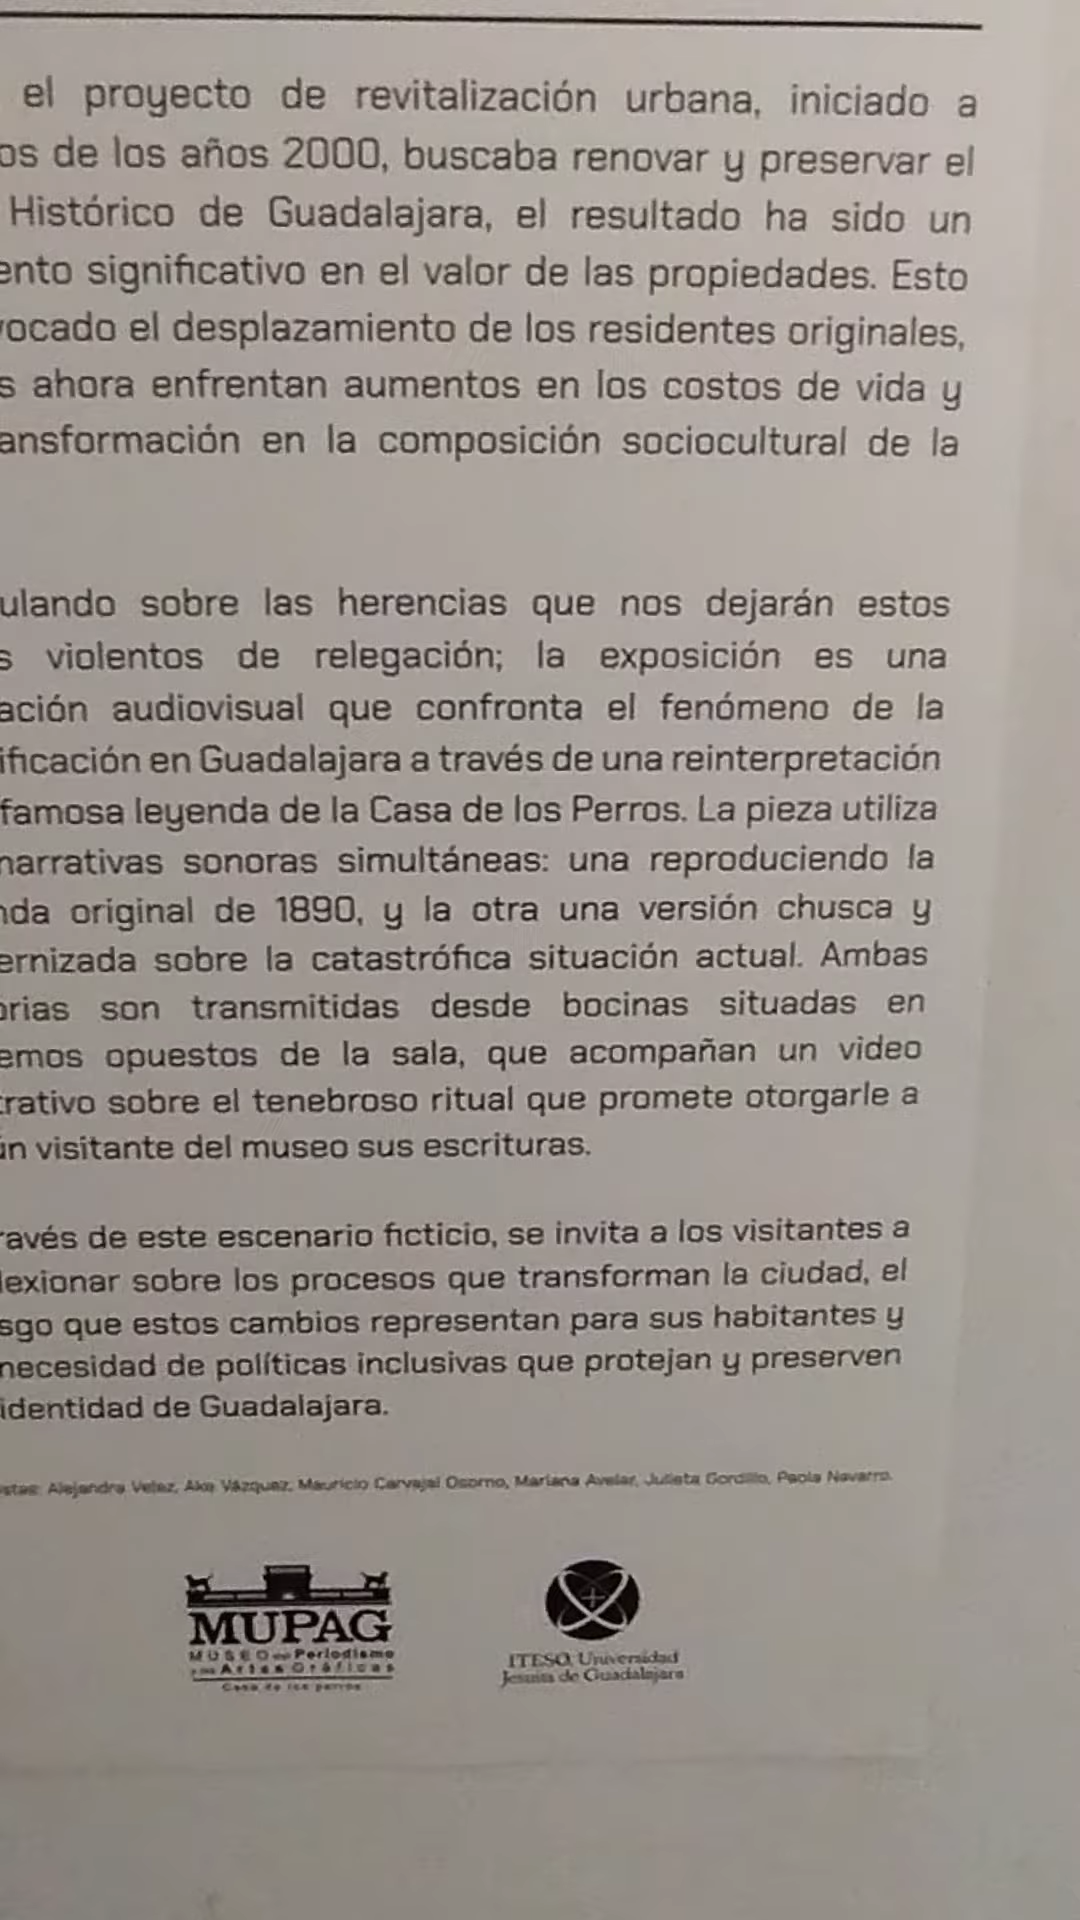 el proyecto de revitalización urbana, iniciado a
os de los años 2000, buscaba renovar y preservar el
Histórico de Guadalajara, el resultado ha sido un
ento significativo en el valor de las propiedades. Esto
vocado el desplazamiento de los residentes originales,
s ahora enfrentan aumentos en los costos de vida y
ansformación en la composición sociocultural de la
ulando sobre las herencias que nos dejarán estos
s violentos de relegación; la exposición es una
ación audiovisual que confronta el fenómeno de la
ificación en Guadalajara a través de una reinterpretación
famosa leyenda de la Casa de los Perros. La pieza utiliza
narrativas sonoras simultáneas: una reproduciendo la
nda original de 1890, y la otra una versión chusca y
ernizada sobre la catastrófica situación actual. Ambas
orias son transmitidas desde bocinas situadas en
emos opuestos de la sala, que acompañan un video
trativo sobre el tenebroso ritual que promete otorgarle a
ún visitante del museo sus escrituras.
ravés de este escenario ficticio, se invita a los visitantes a
lexionar sobre los procesos que transforman la ciudad, el
sgo que estos cambios representan para sus habitantes y
necesidad de políticas inclusivas que protejan y preserven
identidad de Guadalajara.
stas: Alejandra Velez, Ake Vázquez, Mauricio Carvajal Osorno, Mariana Avelar, Julieta Gordillo, Paola Navarro.
MUPAG
MUSEO del Periodismo
y las Artes Gráficas
Casa de los perros
ITESO, Universidad
Jesuita de Guadalajara